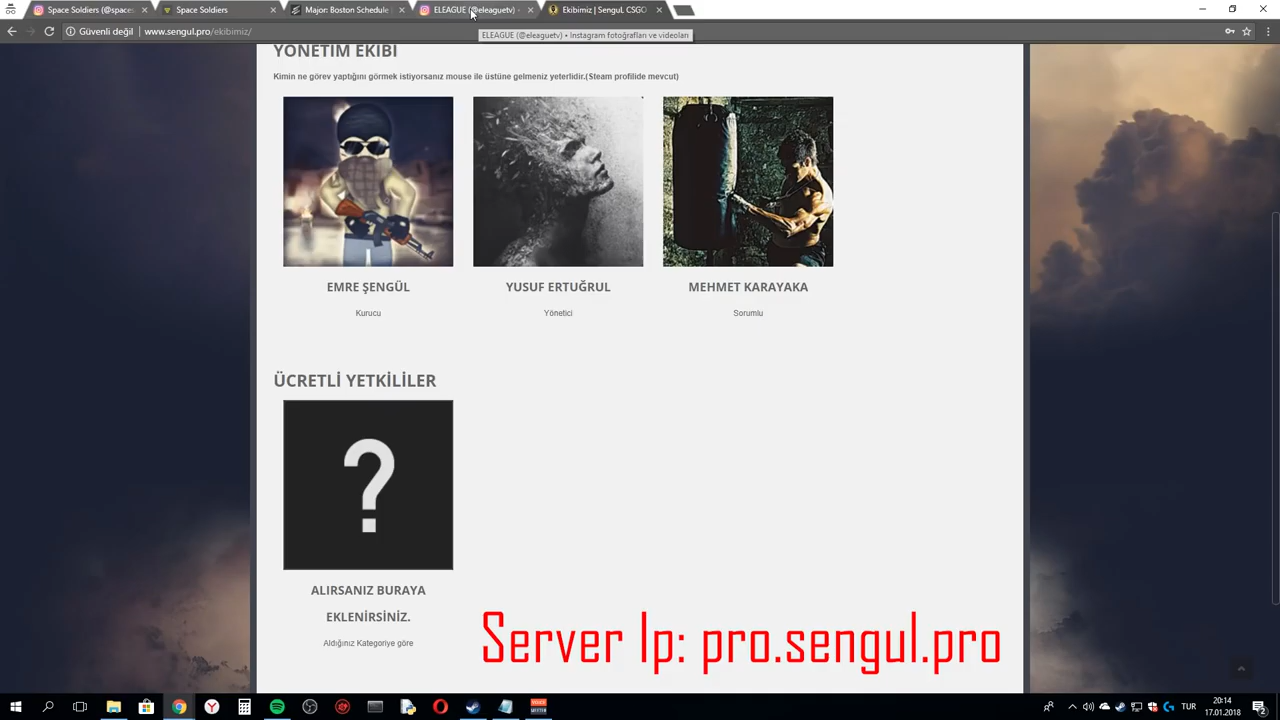 Space Soldiers (@spaces
Space Soldiers
Major: Boston Schedule
ELEAGUE (@eleaguetv) ·
Ekibimiz | Sengul CSGO
Güvenli değil
www.sengul.pro/ekibimiz/
ELEAGUE (@eleaguetv) • Instagram fotoğrafları ve videoları
YÖNETİM EKİBİ
Kimin ne görev yaptığını görmek istiyorsanız mouse ile üstüne gelmeniz yeterlidir.(Steam profilide mevcut)
EMRE ŞENGÜL
YUSUF ERTUĞRUL
MEHMET KARAYAKA
Kurucu
Yönetici
Sorumlu
ÜCRETLİ YETKİLİLER
?
ALIRSANIZ BURAYA
EKLENİRSİNİZ.
Aldığınız Kategoriye göre
Server Ip: pro.sengul.pro
TUR
20:14
17.01.2018